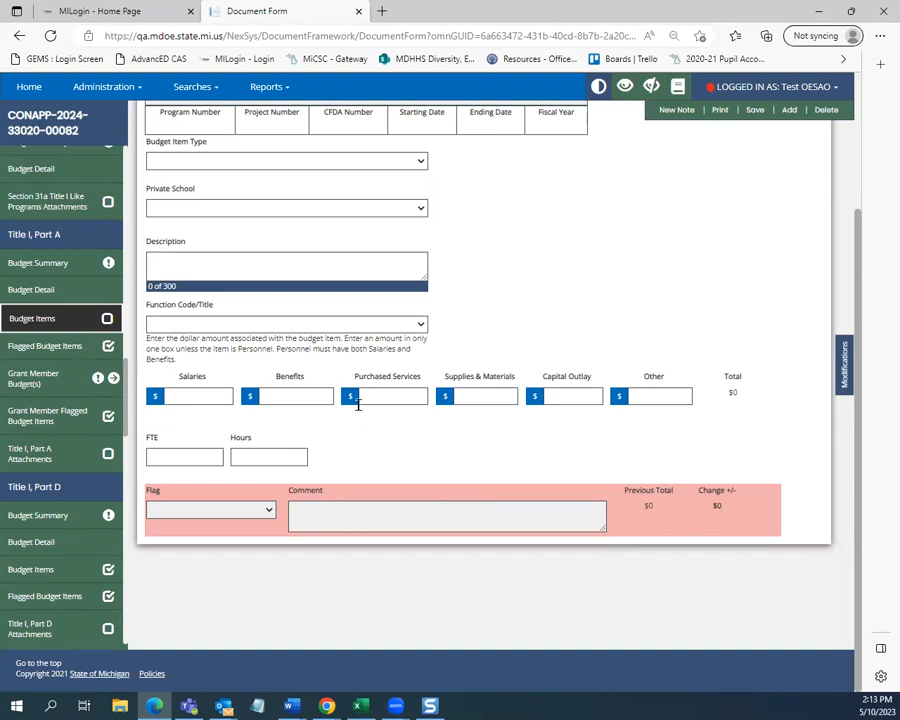 MILogin - Home Page
Document Form
https://qa.mdoe.state.mi.us/NexSys/DocumentFramework/DocumentForm?omnGUID=6a663472-431b-40cd-8b7b-2a20c...
Not syncing
GEMS : Login Screen
AdvancED CAS
MILogin - Login
MiCSC - Gateway
MDHHS Diversity, E...
Resources - Office...
Boards | Trello
2020-21 Pupil Acco...
Home
Administration
Searches
Reports
LOGGED IN AS: Test OESAO
New Note
Print
Save
Add
Delete
CONAPP-2024-
33020-00082
Budget Detail
Section 31a Title I Like
Programs Attachments
Title I, Part A
Budget Summary
Budget Detail
Budget Items
Flagged Budget Items
Grant Member
Budget(s)
Grant Member Flagged
Budget Items
Title I, Part A
Attachments
Title I, Part D
Budget Summary
Budget Detail
Budget Items
Flagged Budget Items
Title I, Part D
Attachments
Program Number
Project Number
CFDA Number
Starting Date
Ending Date
Fiscal Year
Budget Item Type
Private School
Description
0 of 300
Function Code/Title
Enter the dollar amount associated with the budget item. Enter an amount in only
one box unless the item is Personnel. Personnel must have both Salaries and
Benefits.
Salaries
Benefits
Purchased Services
Supplies & Materials
Capital Outlay
Other
Total
$
$
$
$
$
$
$0
FTE
Hours
Flag
Comment
Previous Total
Change +/-
$0
$0
Modifications
Go to the top
Copyright 2021 State of Michigan
Policies
2:13 PM
5/10/2023